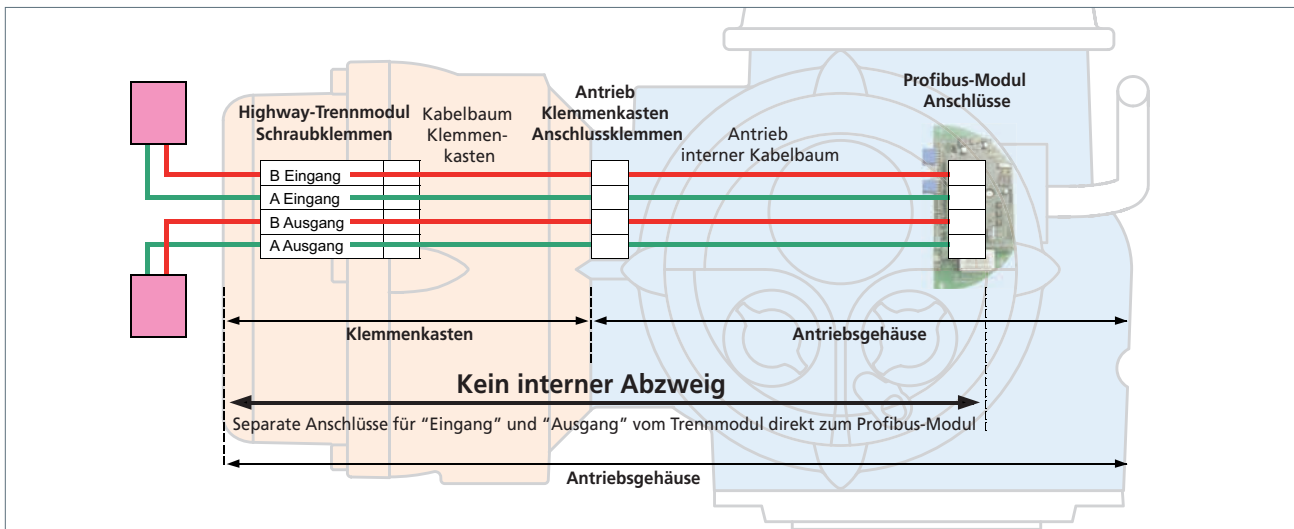 Highway-Trennmodul
Schraubklemmen
Kabelbaum
Klemmen-
kasten
Antrieb
Klemmenkasten
Anschlussklemmen
Antrieb
interner Kabelbaum
Profibus-Modul
Anschlüsse
B Eingang
A Eingang
B Ausgang
A Ausgang
Klemmenkasten
Antriebsgehäuse
Kein interner Abzweig
Separate Anschlüsse für “Eingang” und “Ausgang” vom Trennmodul direkt zum Profibus-Modul
Antriebsgehäuse